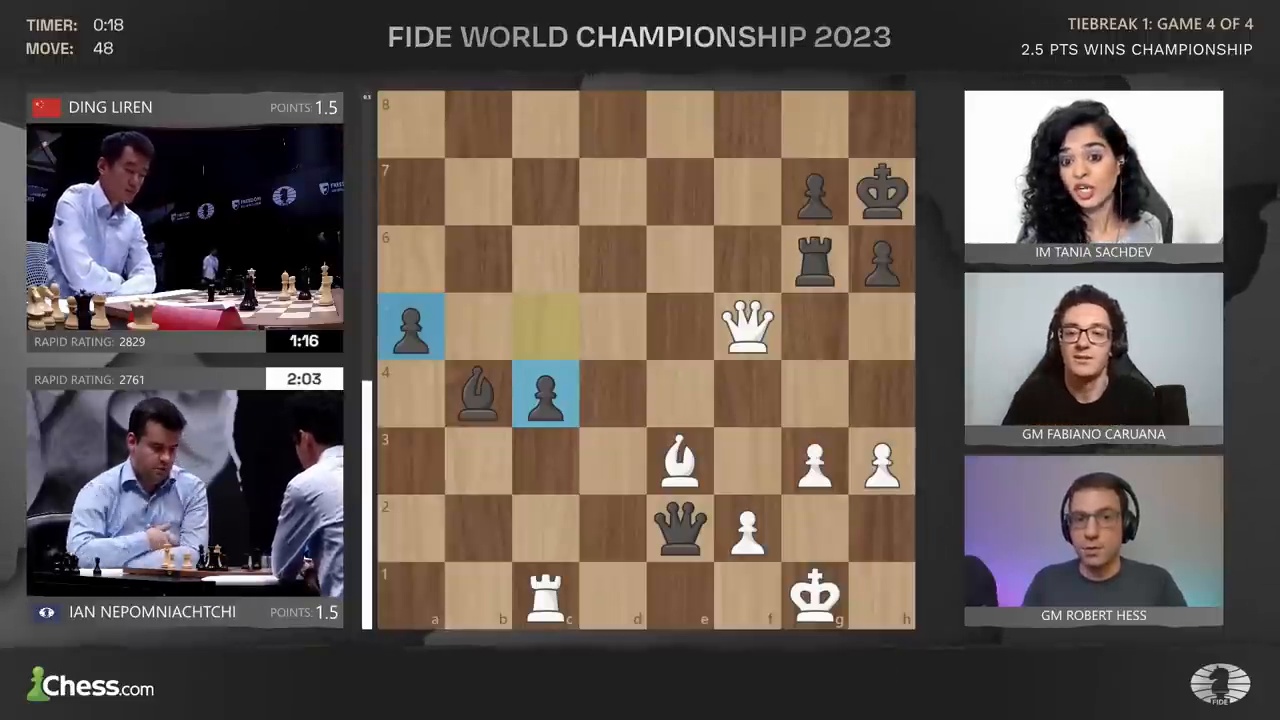 TIMER: 0:18
MOVE: 48
FIDE WORLD CHAMPIONSHIP 2023
TIEBREAK 1: GAME 4 OF 4
2.5 PTS WINS CHAMPIONSHIP
DING LIREN POINTS: 1.5
RAPID RATING: 2829 1:16
RAPID RATING: 2761 2:03
IAN NEPOMNIACHTCHI POINTS: 1.5
8
7
6
5
4
3
2
1
a b c d e f g h
IM TANIA SACHDEV
GM FABIANO CARUANA
GM ROBERT HESS
Chess.com
FIDE